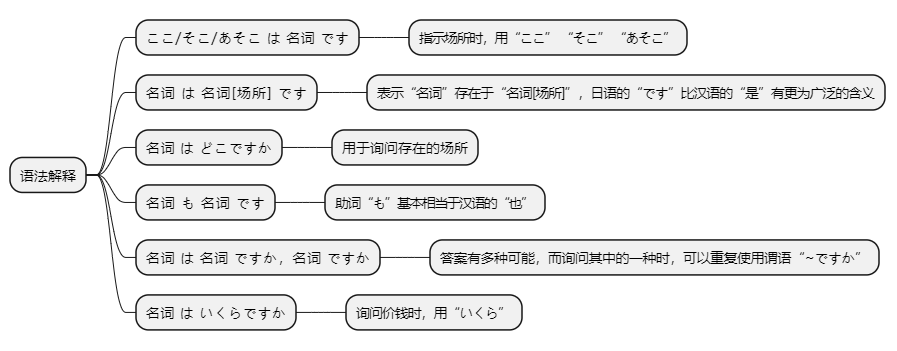 语法解释
ここ/そこ/あそこ は 名词 です
指示场所时，用“ここ” “そこ” “あそこ”
名词 は 名词[场所] です
表示“名词”存在于“名词[场所]”，日语的“です”比汉语的“是”有更为广泛的含义
名词 は どこですか
用于询问存在的场所
名词 も 名词 です
助词“も”基本相当于汉语的“也”
名词 は 名词 ですか，名词 ですか
答案有多种可能，而询问其中的一种时，可以重复使用谓语“~ですか”
名词 は いくらですか
询问价钱时，用“いくら”